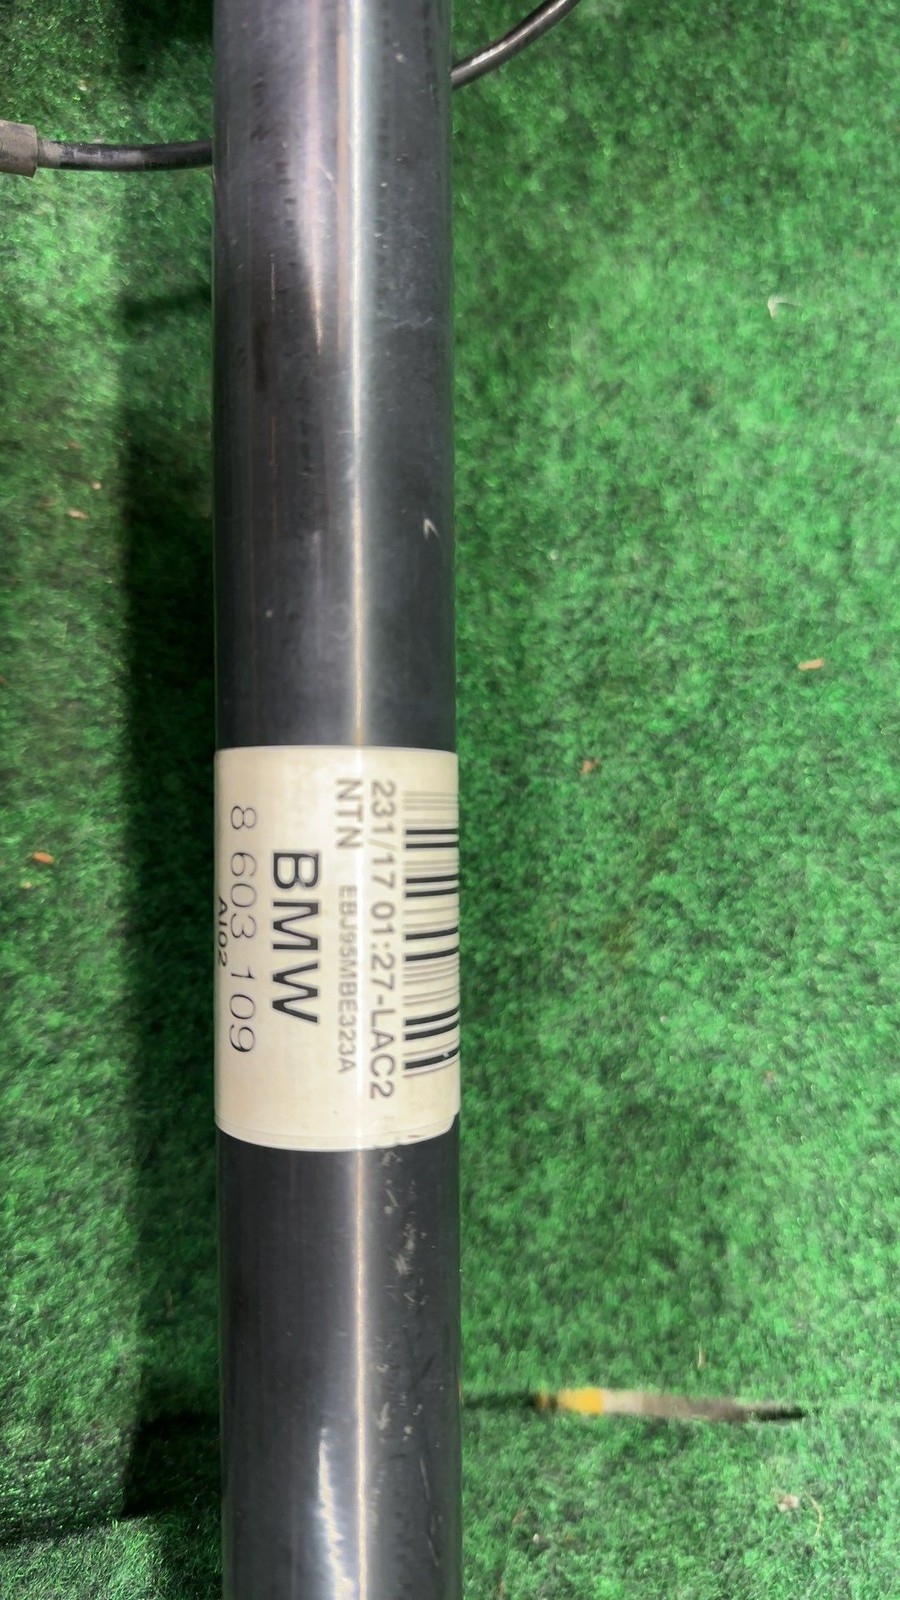 231/17 01:27-LAC2
NTN EBJ95MBE323A
BMW
8 603 109
AI02